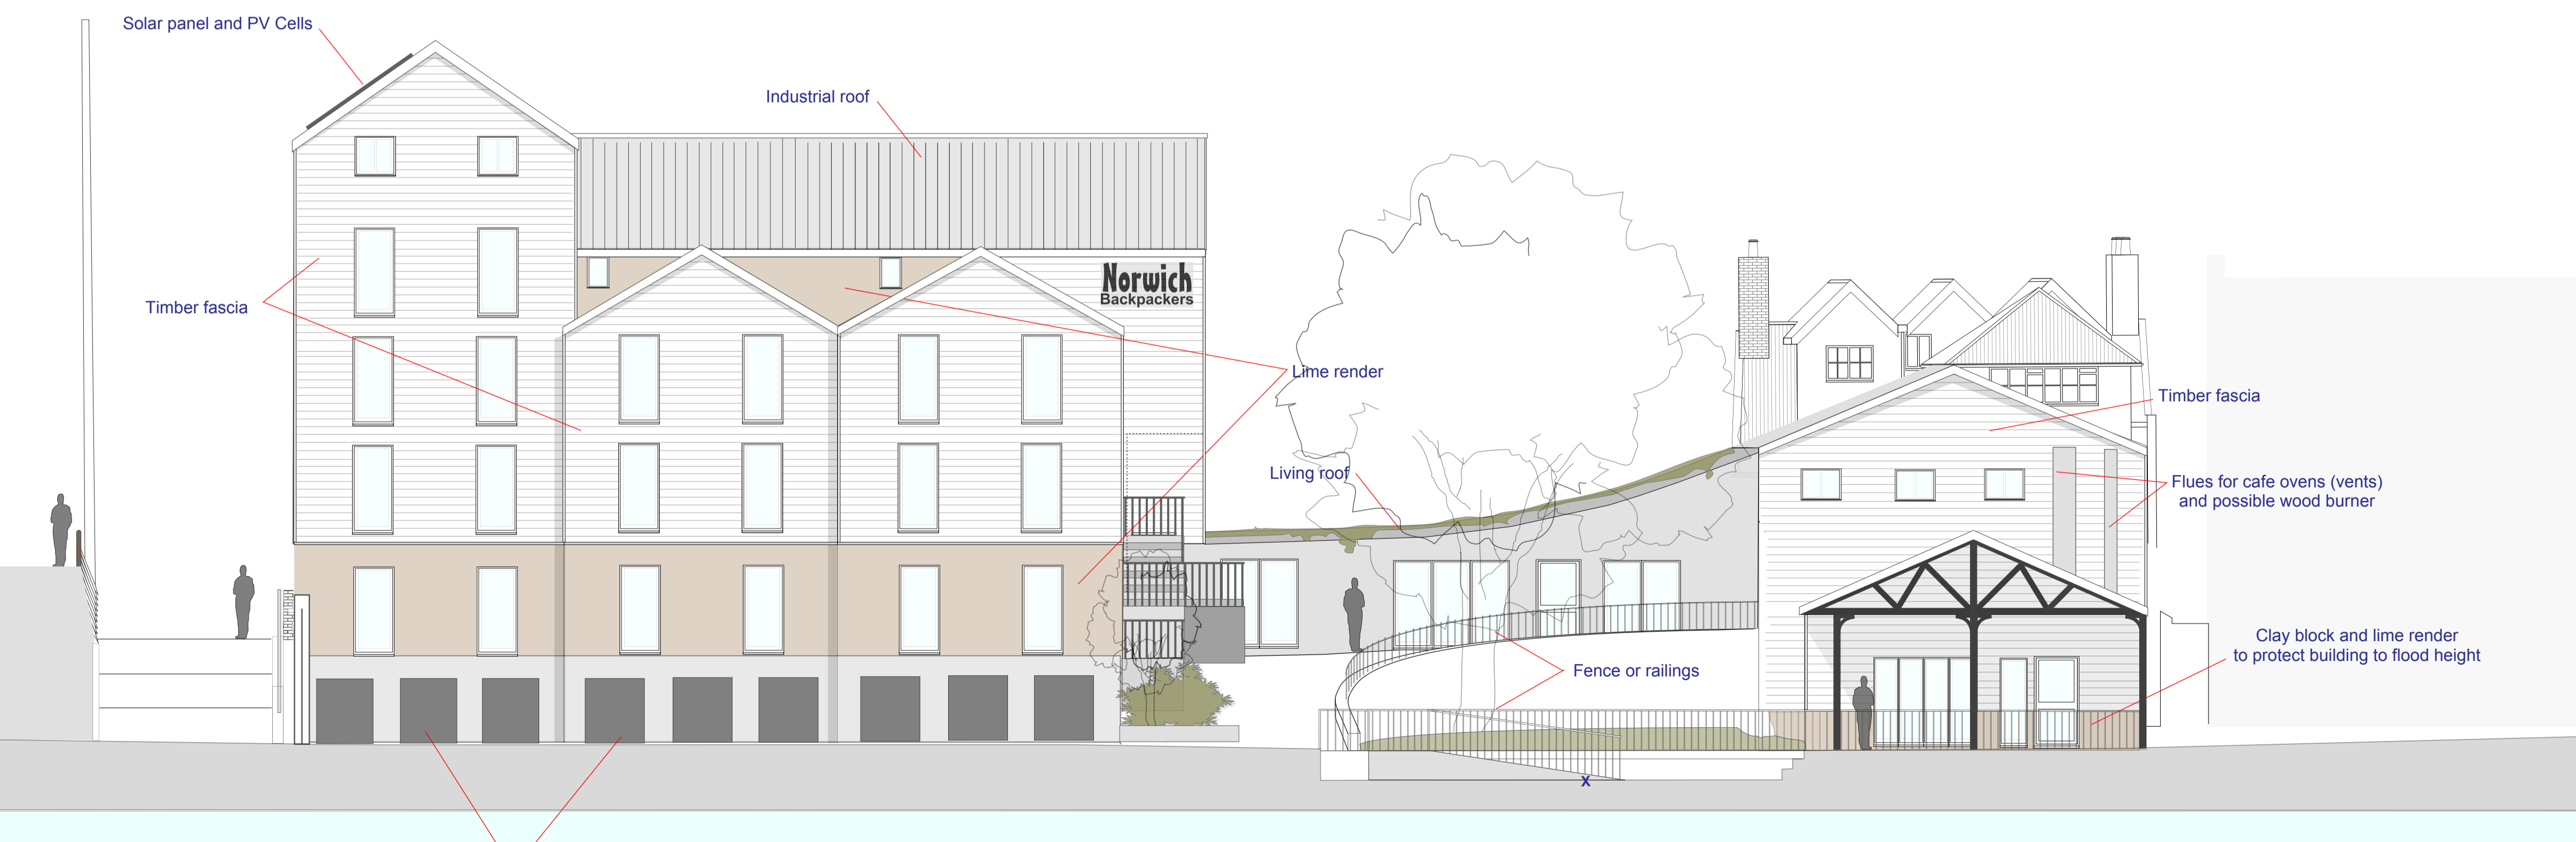 Solar panel and PV Cells
Industrial roof
Norwich
Backpackers
Timber fascia
Lime render
Timber fascia
Living roof
Flues for cafe ovens (vents)
and possible wood burner
Clay block and lime render
to protect building to flood height
Fence or railings
x